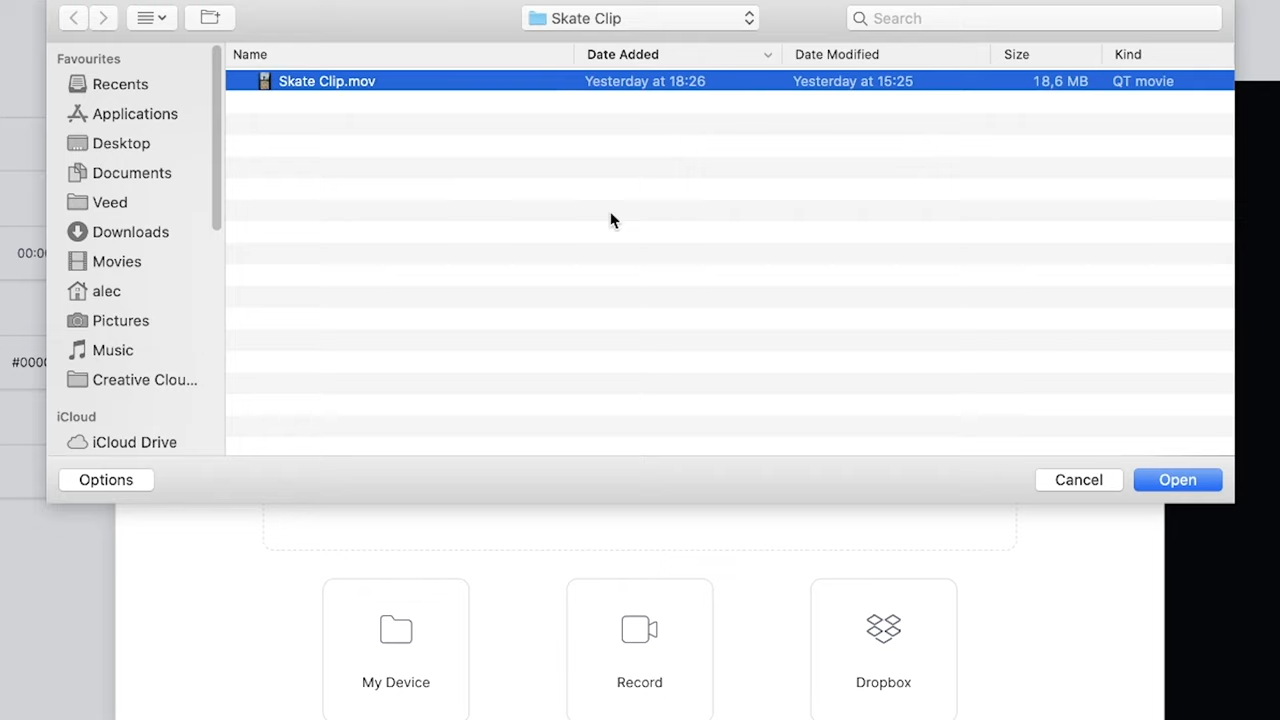 Skate Clip
Search
Favourites
Recents
Applications
Desktop
Documents
Veed
Downloads
Movies
alec
Pictures
Music
Creative Clou...
iCloud
iCloud Drive
Name Date Added Date Modified Size Kind
Skate Clip.mov Yesterday at 18:26 Yesterday at 15:25 18,6 MB QT movie
00:00
#0000
Options
Cancel
Open
My Device
Record
Dropbox